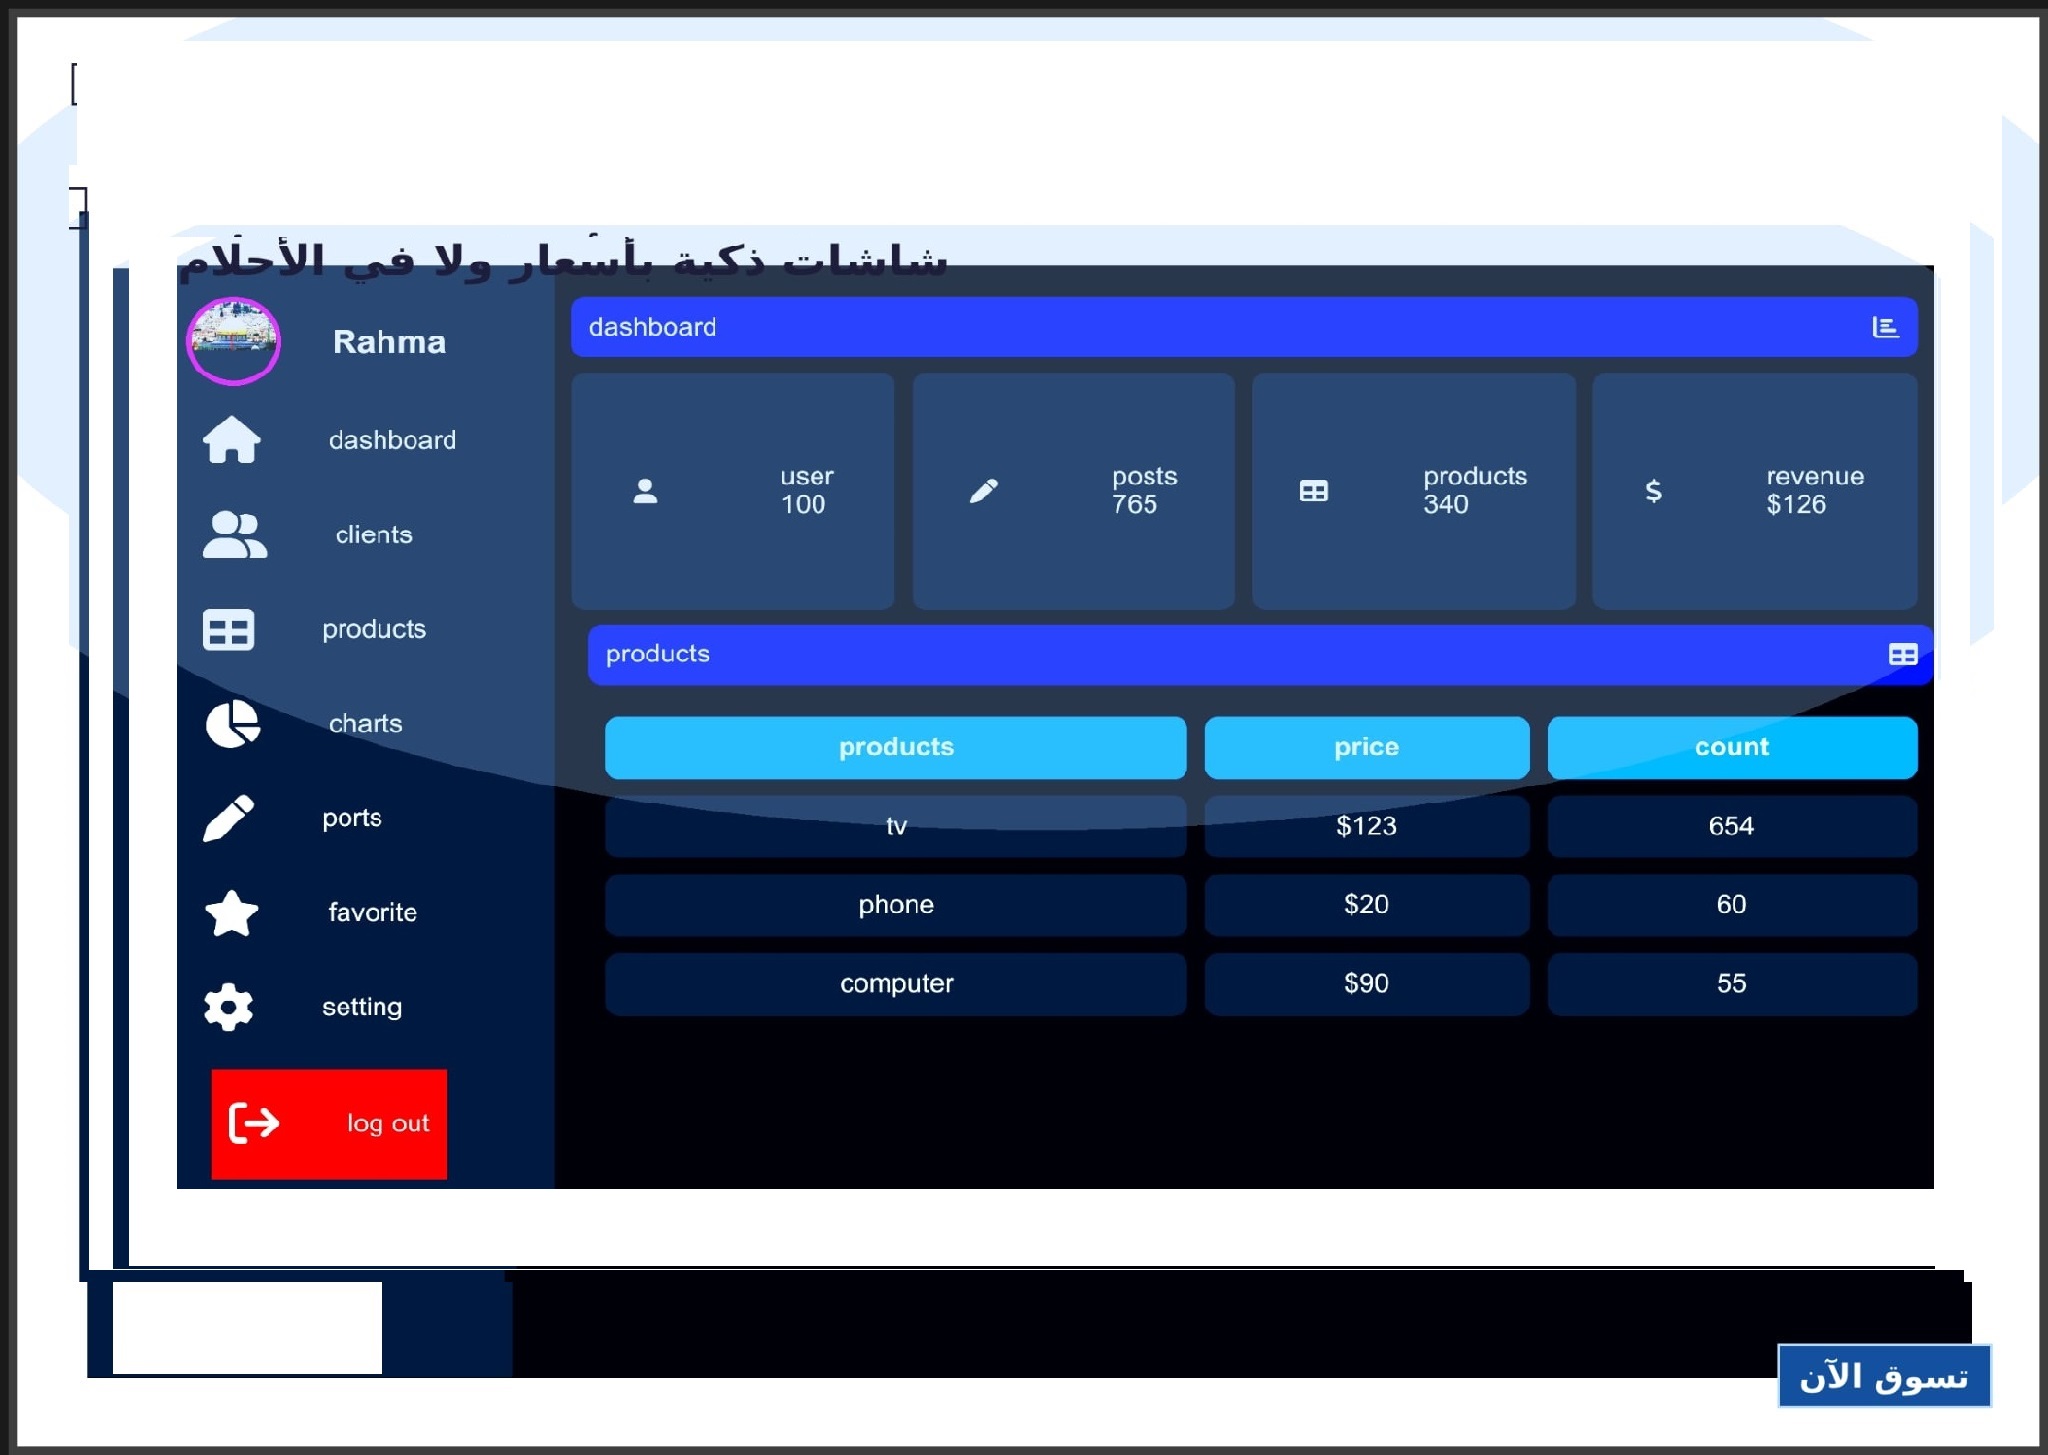 شاشات ذكية بأسعار ولا في الأحلام
Rahma
dashboard
clients
products
charts
ports
favorite
setting
log out
dashboard
user
100
posts
765
products
340
revenue
$126
products
products price count
tv $123 654
phone $20 60
computer $90 55
تسوق الآن